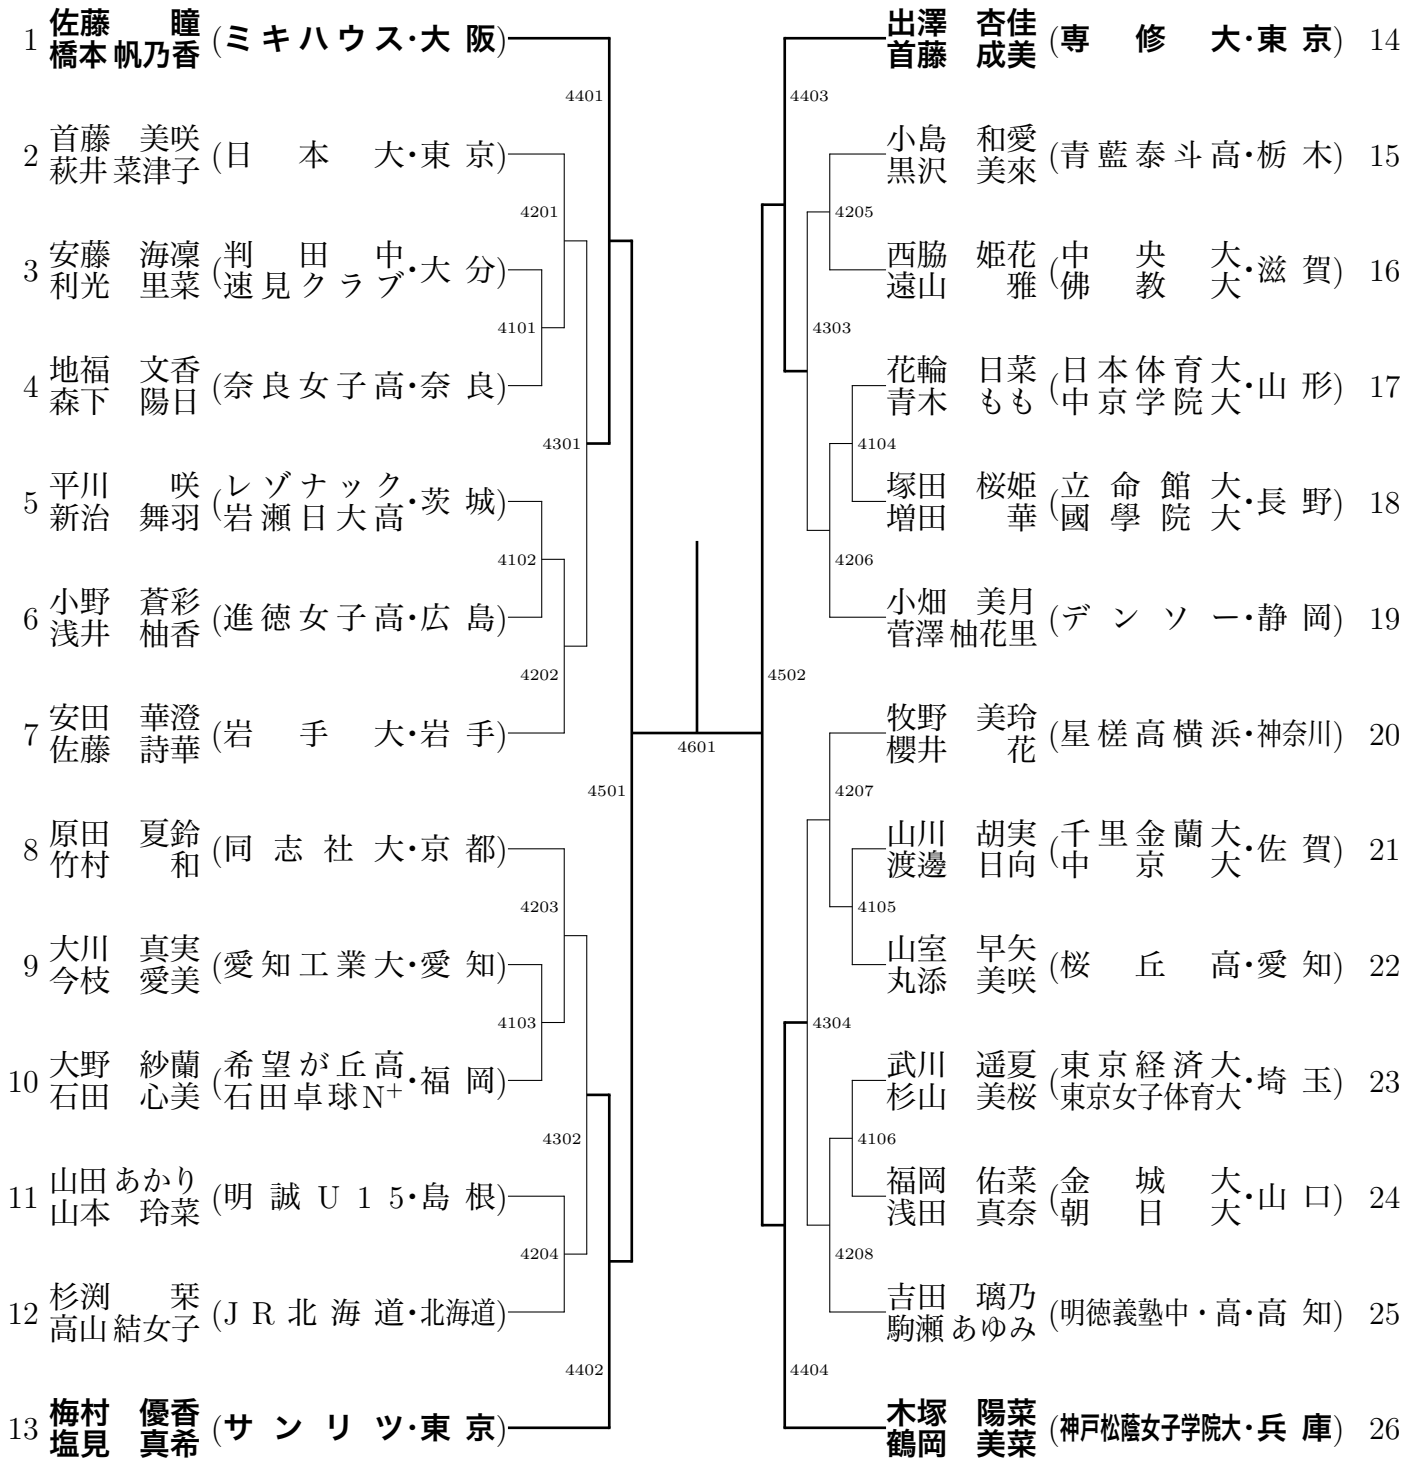 1 佐藤 瞳 橋本 帆乃香 (ミキハウス・大阪)
2 首藤 美咲 萩井 菜津子 (日本大・東京)
3 安藤 海凜 利光 里菜 (判田中 速見クラブ・大分)
4 地福 文香 森下 陽日 (奈良女子高・奈良)
5 平川 咲 新治 舞羽 (レゾナック 岩瀬日大高・茨城)
6 小野 蒼彩 浅井 柚香 (進徳女子高・広島)
7 安田 華澄 佐藤 詩華 (岩手大・岩手)
8 原田 夏鈴 竹村 和 (同志社大・京都)
9 大川 真実 今枝 愛美 (愛知工業大・愛知)
10 大野 紗蘭 石田 心美 (希望が丘高 石田卓球N+・福岡)
11 山田 あかり 山本 玲菜 (明誠U15・島根)
12 杉渕 栞 高山 結女子 (JR北海道・北海道)
13 梅村 優香 塩見 真希 (サンリツ・東京)
4401
4201
4101
4301
4102
4202
4501
4203
4103
4302
4204
4402
4601
4403
4205
4303
4104
4206
4502
4207
4105
4304
4106
4208
4404
出澤 杏佳 首藤 成美 (専修大・東京) 14
小島 和愛 黒沢 美來 (青藍泰斗高・栃木) 15
西脇 姫花 遠山 雅 (中央大 佛教大・滋賀) 16
花輪 日菜 青木 もも (日本体育大 中京学院大・山形) 17
塚田 桜姫 増田 華 (立命館大 國學院大・長野) 18
小畑 美月 菅澤 柚花里 (デンソー・静岡) 19
牧野 美玲 櫻井 花 (星槎高横浜・神奈川) 20
山川 胡実 渡邊 日向 (千里金蘭大 中京大・佐賀) 21
山室 早矢 丸添 美咲 (桜丘高・愛知) 22
武川 遥夏 杉山 美桜 (東京経済大 東京女子体育大・埼玉) 23
福岡 佑菜 浅田 真奈 (金城大 朝日大・山口) 24
吉田 璃乃 駒瀬 あゆみ (明徳義塾中・高・高知) 25
木塚 陽菜 鶴岡 美菜 (神戸松蔭女子学院大・兵庫) 26